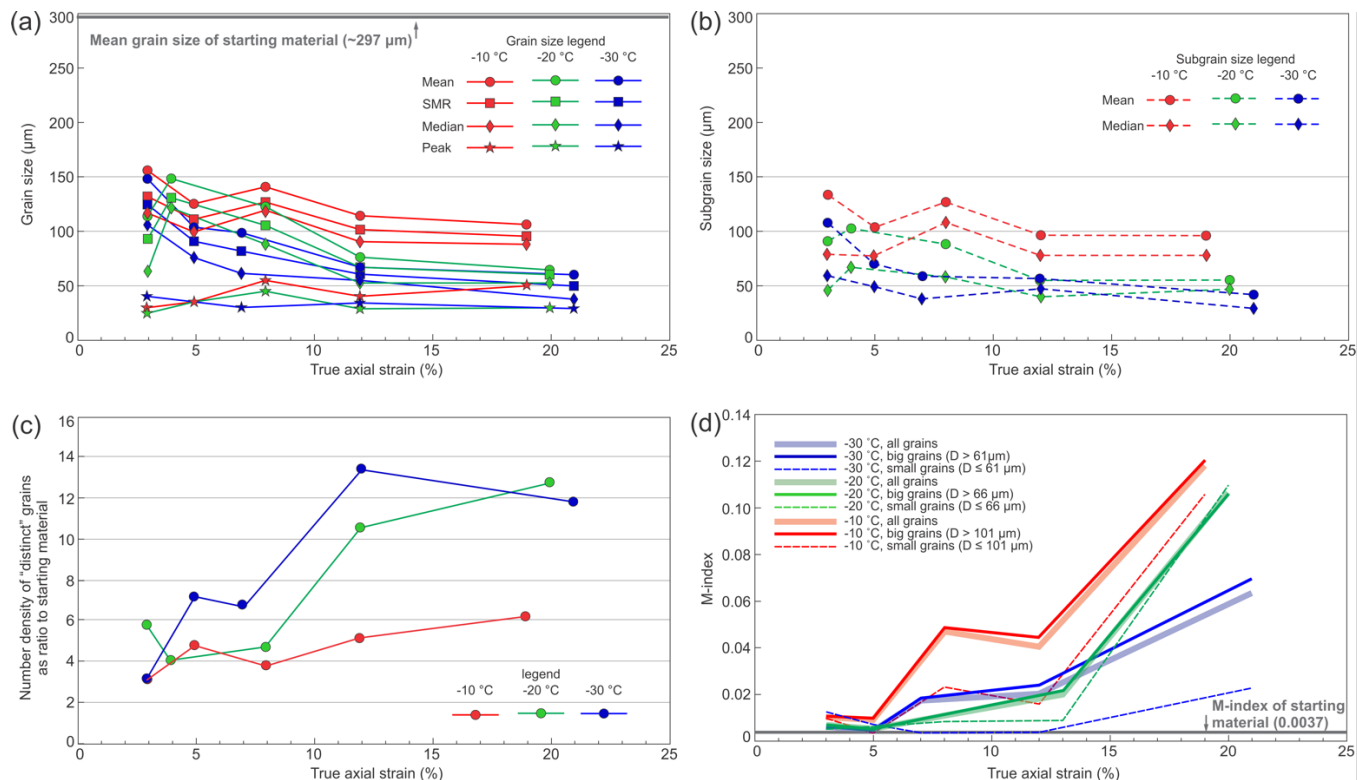 (a)
300
250
200
150
100
50
0
Grain size (µm)
Mean grain size of starting material (~297 µm)
Grain size legend
-10 °C -20 °C -30 °C
Mean
SMR
Median
Peak
0 5 10 15 20 25
True axial strain (%)
(b)
300
250
200
150
100
50
0
Subgrain size (µm)
Subgrain size legend
-10 °C -20 °C -30 °C
Mean
Median
0 5 10 15 20 25
True axial strain (%)
(c)
16
14
12
10
8
6
4
2
0
Number density of "distinct" grains
as ratio to starting material
legend
-10 °C -20 °C -30 °C
0 5 10 15 20 25
True axial strain (%)
(d)
0.14
0.12
0.10
0.08
0.06
0.04
0.02
0
M-index
-30 °C, all grains
-30 °C, big grains (D > 61µm)
-30 °C, small grains (D ≤ 61 µm)
-20 °C, all grains
-20 °C, big grains (D > 66 µm)
-20 °C, small grains (D ≤ 66 µm)
-10 °C, all grains
-10 °C, big grains (D > 101 µm)
-10 °C, small grains (D ≤ 101 µm)
M-index of starting
material (0.0037)
0 5 10 15 20 25
True axial strain (%)